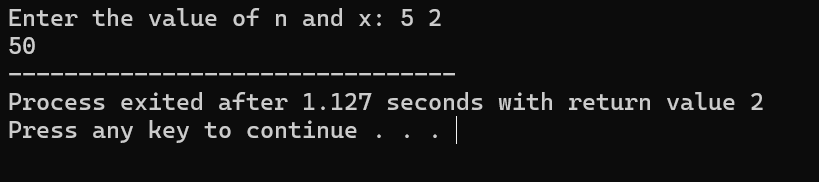 Enter the value of n and x: 5 2
50
--------------------------------
Process exited after 1.127 seconds with return value 2
Press any key to continue . . .